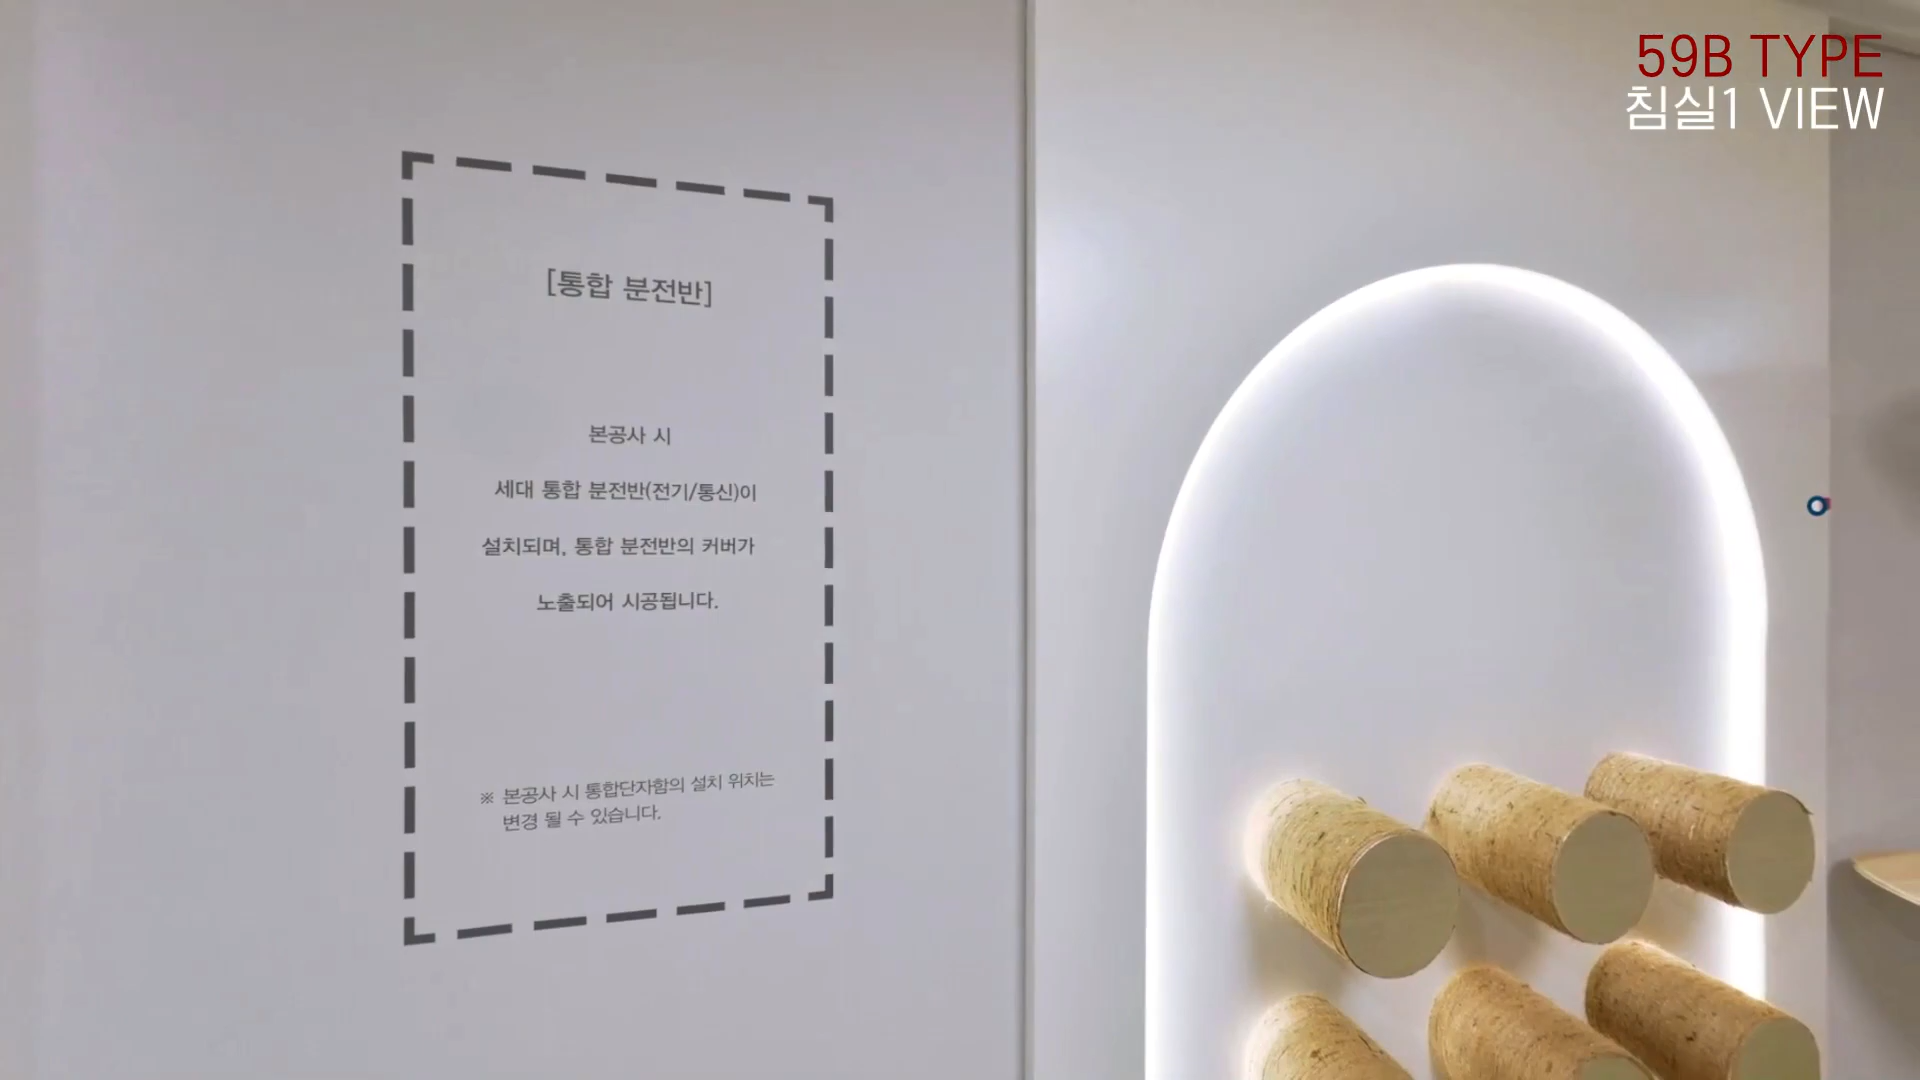 59B TYPE
침실1 VIEW
[통합 분전반]
본공사 시
세대 통합 분전반(전기/통신)이
설치되며, 통합 분전반의 커버가
노출되어 시공됩니다.
※ 본공사 시 통합단자함의 설치 위치는
변경 될 수 있습니다.